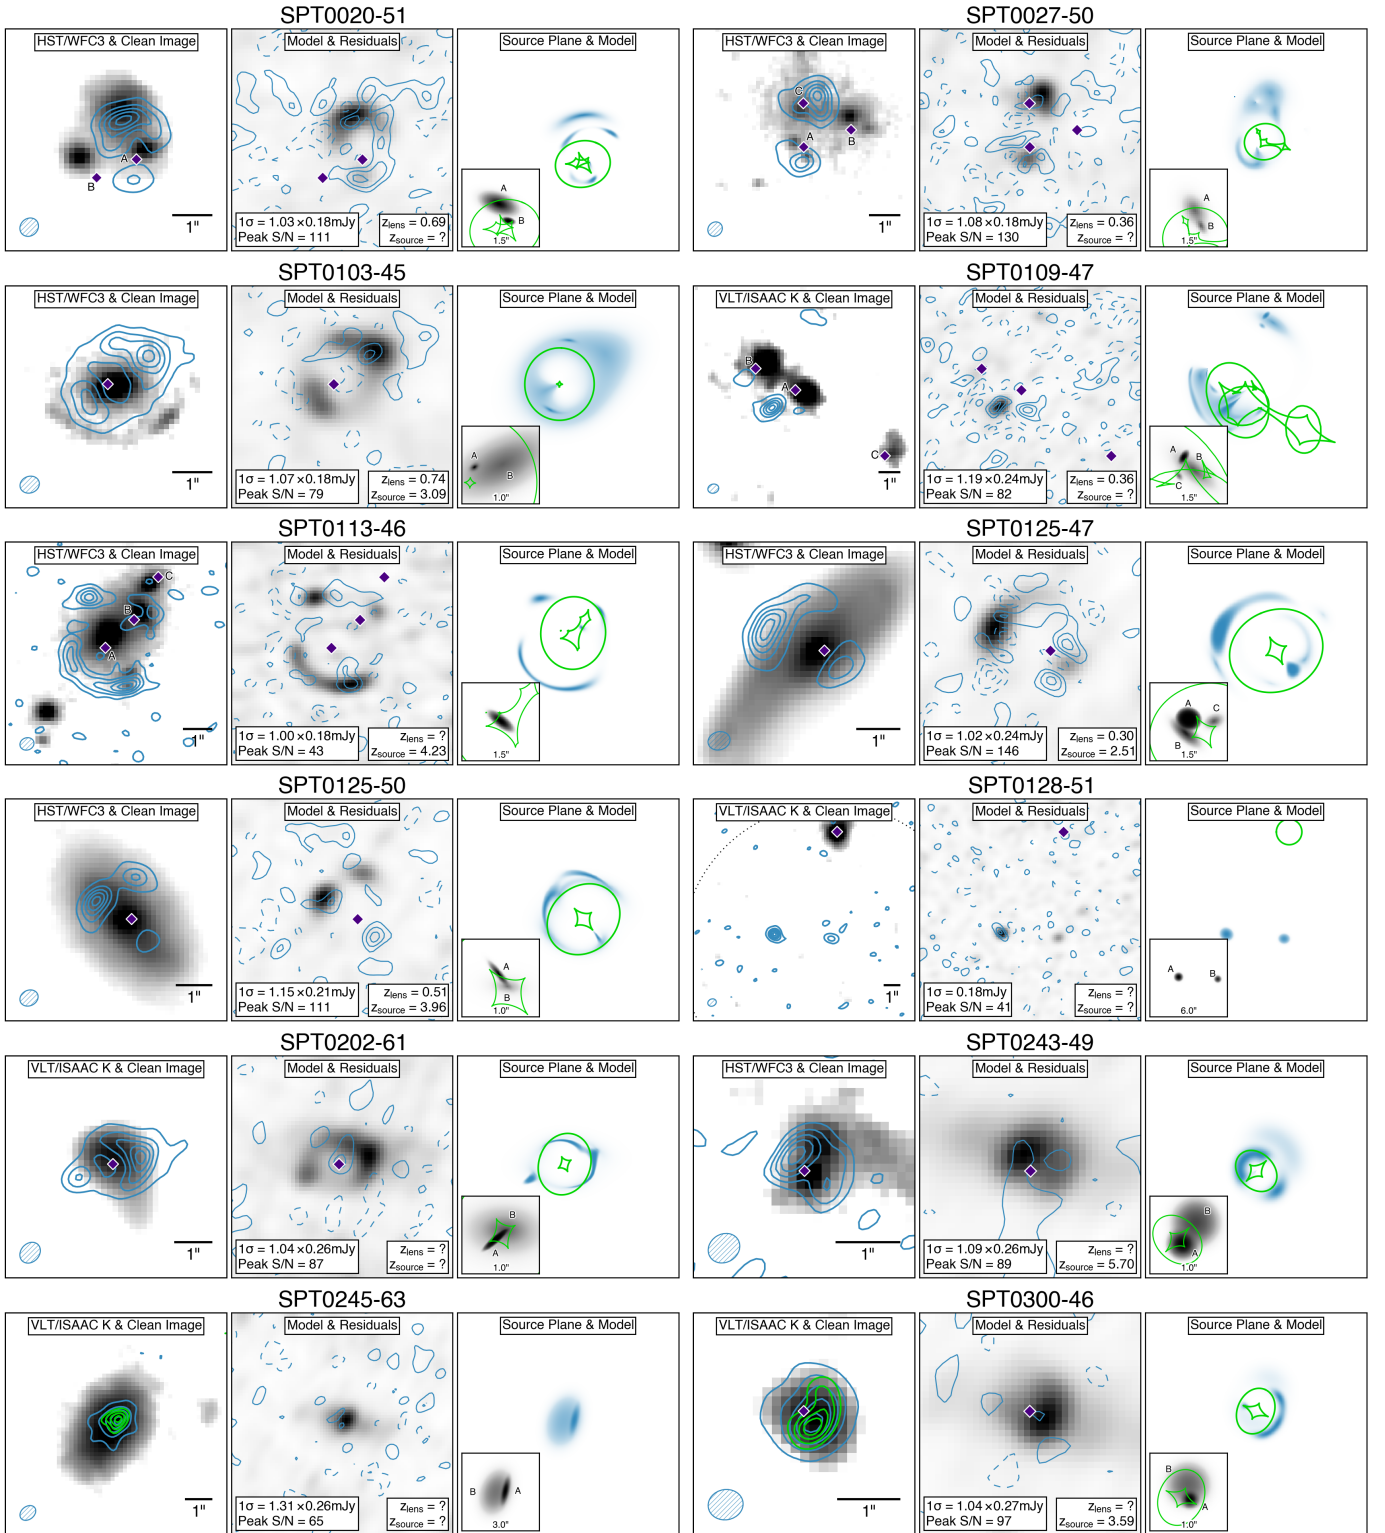 SPT0020-51
HST/WFC3 & Clean Image
A
B
1"
Model & Residuals
1σ = 1.03×0.18mJy
Peak S/N = 111
z_lens = 0.69
z_source = ?
Source Plane & Model
A
B
1.5"
SPT0027-50
HST/WFC3 & Clean Image
C
A
B
1"
Model & Residuals
1σ = 1.08×0.18mJy
Peak S/N = 130
z_lens = 0.36
z_source = ?
Source Plane & Model
A
B
1.5"
SPT0103-45
HST/WFC3 & Clean Image
1"
Model & Residuals
1σ = 1.07×0.18mJy
Peak S/N = 79
z_lens = 0.74
z_source = 3.09
Source Plane & Model
A
B
1.0"
SPT0109-47
VLT/ISAAC K & Clean Image
B
A
C
1"
Model & Residuals
1σ = 1.19×0.24mJy
Peak S/N = 82
z_lens = 0.36
z_source = ?
Source Plane & Model
A
B
C
1.5"
SPT0113-46
HST/WFC3 & Clean Image
C
B
A
1"
Model & Residuals
1σ = 1.00×0.18mJy
Peak S/N = 43
z_lens = ?
z_source = 4.23
Source Plane & Model
1.5"
SPT0125-47
HST/WFC3 & Clean Image
1"
Model & Residuals
1σ = 1.02×0.24mJy
Peak S/N = 146
z_lens = 0.30
z_source = 2.51
Source Plane & Model
A
C
B
1.5"
SPT0125-50
HST/WFC3 & Clean Image
1"
Model & Residuals
1σ = 1.15×0.21mJy
Peak S/N = 111
z_lens = 0.51
z_source = 3.96
Source Plane & Model
A
B
1.0"
SPT0128-51
VLT/ISAAC K & Clean Image
1"
Model & Residuals
1σ = 0.18mJy
Peak S/N = 41
z_lens = ?
z_source = ?
Source Plane & Model
A
B
6.0"
SPT0202-61
VLT/ISAAC K & Clean Image
1"
Model & Residuals
1σ = 1.04×0.26mJy
Peak S/N = 87
z_lens = ?
z_source = ?
Source Plane & Model
B
A
1.0"
SPT0243-49
HST/WFC3 & Clean Image
1"
Model & Residuals
1σ = 1.09×0.26mJy
Peak S/N = 89
z_lens = ?
z_source = 5.70
Source Plane & Model
B
A
1.0"
SPT0245-63
VLT/ISAAC K & Clean Image
1"
Model & Residuals
1σ = 1.31×0.26mJy
Peak S/N = 65
z_lens = ?
z_source = ?
Source Plane & Model
B
A
3.0"
SPT0300-46
VLT/ISAAC K & Clean Image
1"
Model & Residuals
1σ = 1.04×0.27mJy
Peak S/N = 97
z_lens = ?
z_source = 3.59
Source Plane & Model
B
A
1.0"